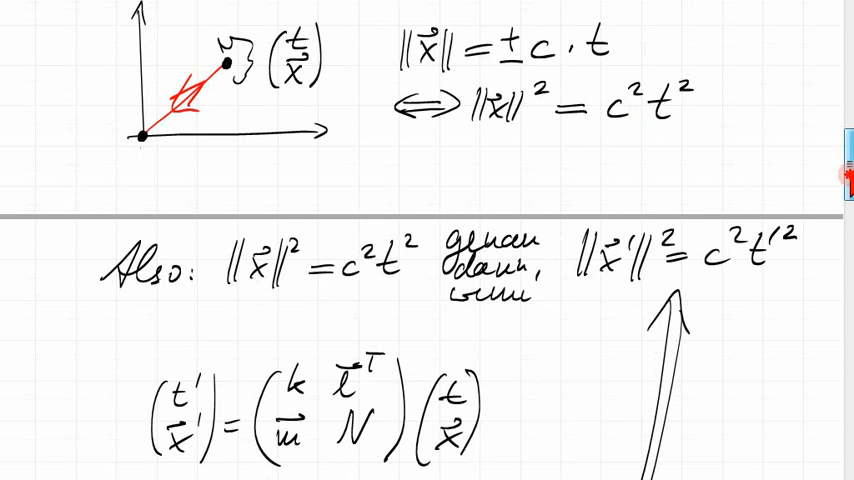 (t x⃗) ‖x⃗‖ = ± c · t
⟺ ‖x⃗‖² = c²t²
Also: ‖x⃗‖² = c²t² genau dann, wenn ‖x⃗'‖² = c²t'²
(t' x⃗') = (k l⃗ᵀ m⃗ N) (t x⃗)